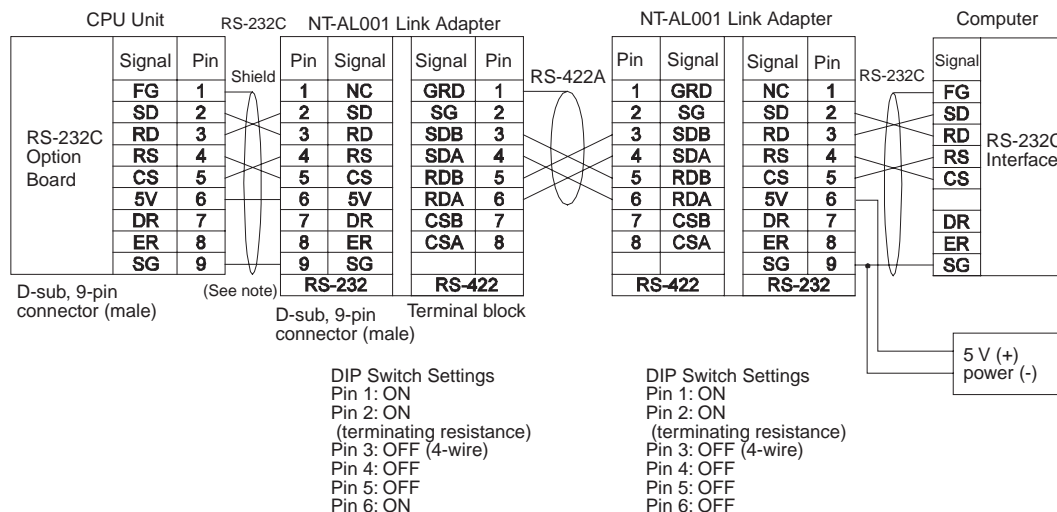 CPU Unit RS-232C NT-AL001 Link Adapter NT-AL001 Link Adapter Computer
Signal Pin Pin Signal Signal Pin Pin Signal Signal Pin Signal
Shield RS-422A RS-232C
FG 1 1 NC GRD 1 1 GRD NC 1 FG
SD 2 2 SD SG 2 2 SG SD 2 SD
RD 3 3 RD SDB 3 3 SDB RD 3 RD
RS 4 4 RS SDA 4 4 SDA RS 4 RS
CS 5 5 CS RDB 5 5 RDB CS 5 CS
5V 6 6 5V RDA 6 6 RDA 5V 6
DR 7 7 DR CSB 7 7 CSB DR 7 DR
ER 8 8 ER CSA 8 8 CSA ER 8 ER
SG 9 9 SG SG 9 SG
RS-232C
Option
Board
RS-232C
Interface
RS-232 RS-422 RS-422 RS-232
D-sub, 9-pin
connector (male)
(See note)
D-sub, 9-pin
connector (male)
Terminal block
5 V (+)
power (-)
DIP Switch Settings
Pin 1: ON
Pin 2: ON
(terminating resistance)
Pin 3: OFF (4-wire)
Pin 4: OFF
Pin 5: OFF
Pin 6: ON
DIP Switch Settings
Pin 1: ON
Pin 2: ON
(terminating resistance)
Pin 3: OFF (4-wire)
Pin 4: OFF
Pin 5: OFF
Pin 6: OFF